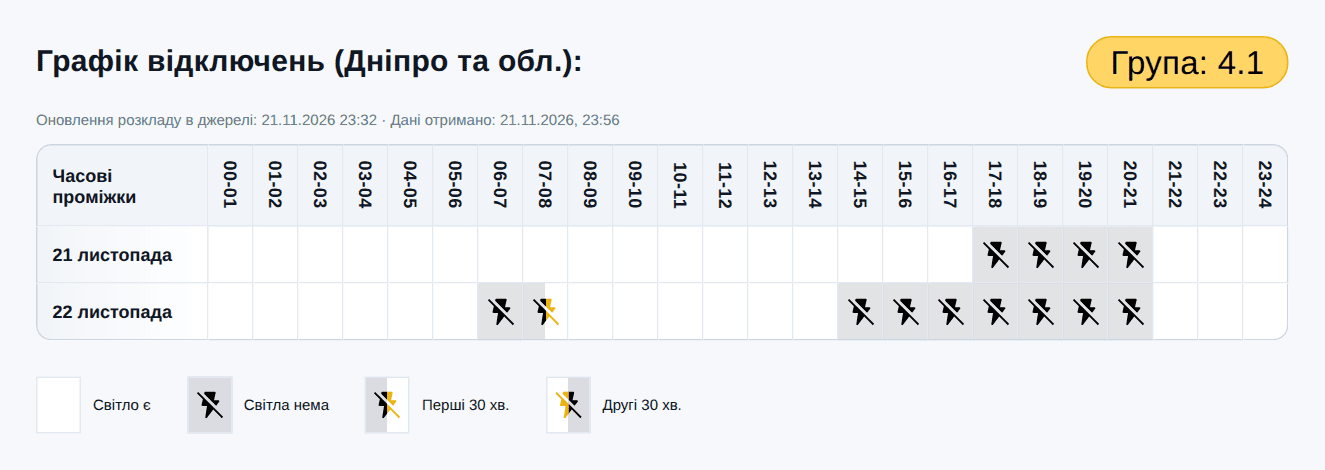 Графік відключень (Дніпро та обл.):
Група: 4.1
Оновлення розкладу в джерелі: 21.11.2026 23:32 · Дані отримано: 21.11.2026, 23:56
Часові
проміжки
00-01 01-02 02-03 03-04 04-05 05-06 06-07 07-08 08-09 09-10 10-11 11-12 12-13 13-14 14-15 15-16 16-17 17-18 18-19 19-20 20-21 21-22 22-23 23-24
21 листопада
22 листопада
Світло є Світла нема Перші 30 хв. Другі 30 хв.